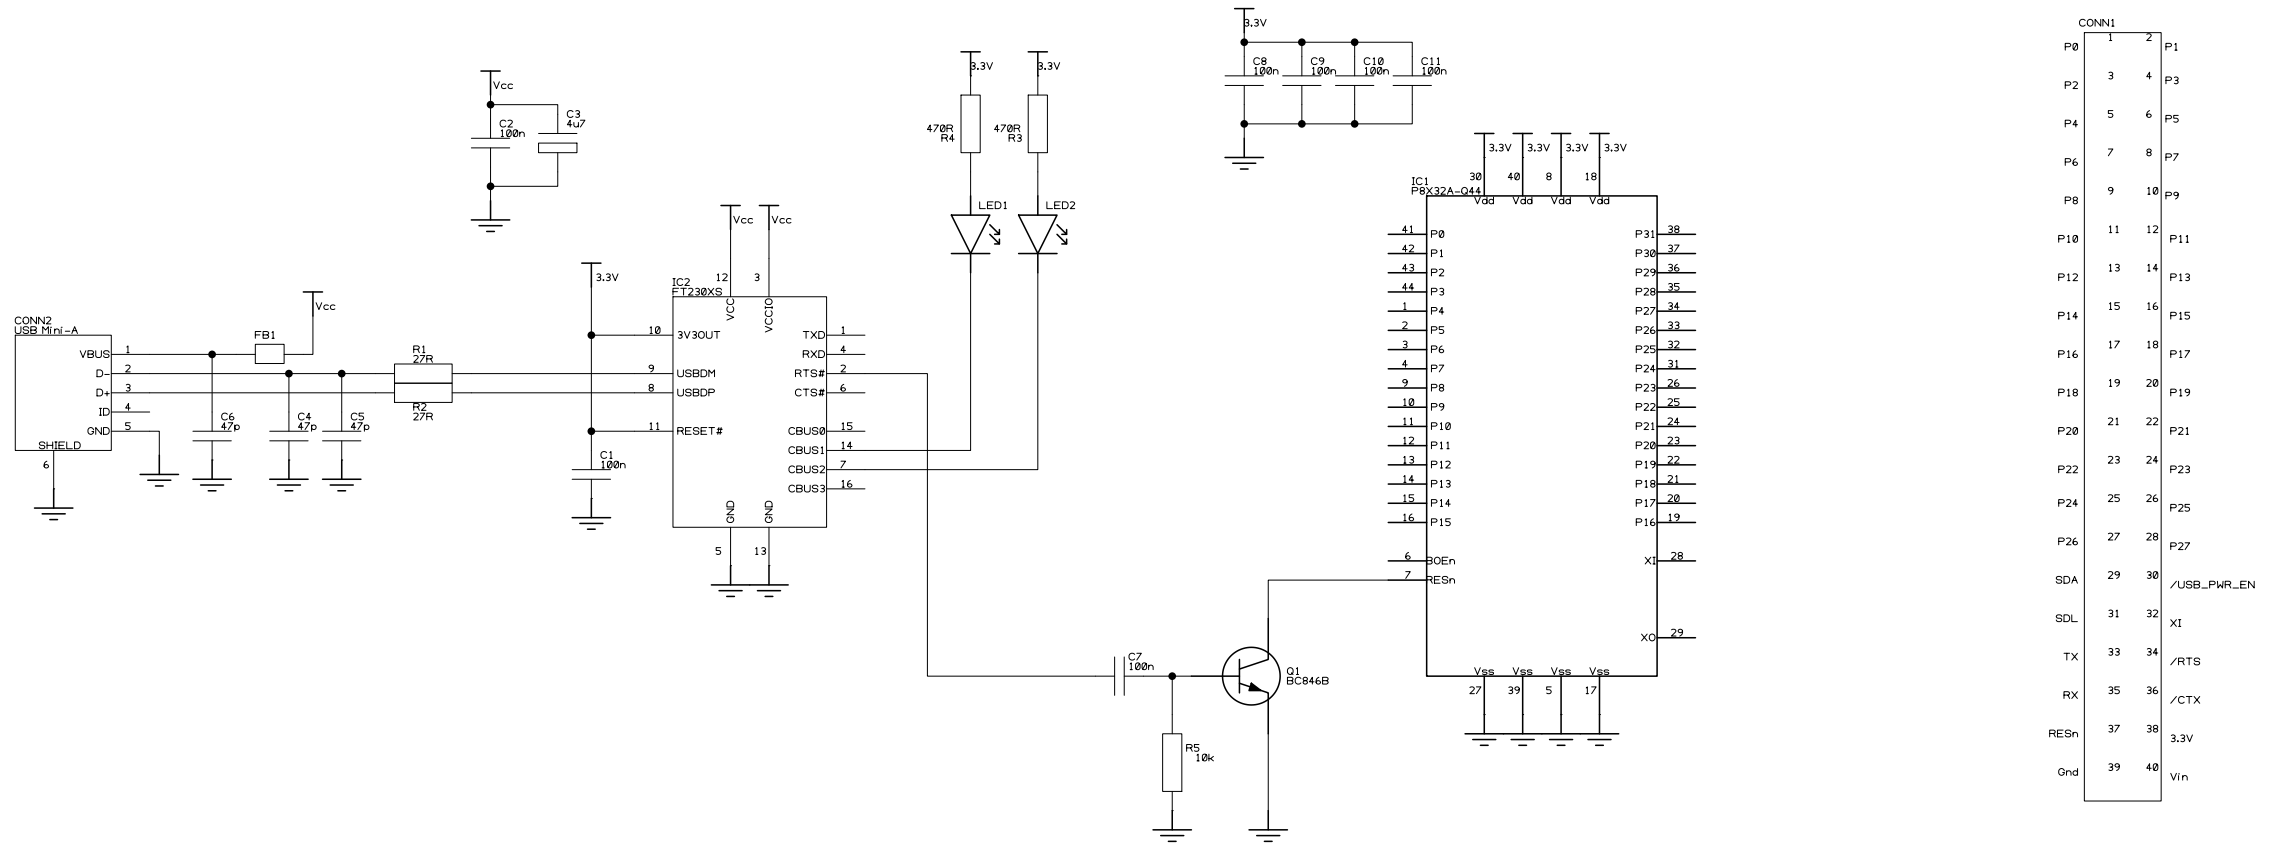 CONN2
USB Mini-A
VBUS 1
D- 2
D+ 3
ID 4
GND 5
SHIELD
6
FB1
Vcc
C6
47p
C4
47p
C5
47p
R1
27R
R2
27R
Vcc
C2
100n
C3
4u7
3.3V
C1
100n
IC2
FT230XS
12 VCC
3 VCCIO
Vcc
Vcc
10 3V3OUT
9 USBDM
8 USBDP
11 RESET#
TXD 1
RXD 4
RTS# 2
CTS# 6
CBUS0 15
CBUS1 14
CBUS2 7
CBUS3 16
GND
GND
5
13
3.3V
3.3V
470R
R4
470R
R3
LED1
LED2
3.3V
C8
100n
C9
100n
C10
100n
C11
100n
C7
100n
R5
10k
Q1
BC846B
IC1
P8X32A-Q44
3.3V 3.3V 3.3V 3.3V
30 40 8 18
Vdd Vdd Vdd Vdd
41 P0
42 P1
43 P2
44 P3
1 P4
2 P5
3 P6
4 P7
9 P8
10 P9
11 P10
12 P11
13 P12
14 P13
15 P14
16 P15
6 BOEn
7 RESn
P31 38
P30 37
P29 36
P28 35
P27 34
P26 33
P25 32
P24 31
P23 26
P22 25
P21 24
P20 23
P19 22
P18 21
P17 20
P16 19
XI 28
XO 29
Vss Vss Vss Vss
27 39 5 17
CONN1
P0 1 2 P1
P2 3 4 P3
P4 5 6 P5
P6 7 8 P7
P8 9 10 P9
P10 11 12 P11
P12 13 14 P13
P14 15 16 P15
P16 17 18 P17
P18 19 20 P19
P20 21 22 P21
P22 23 24 P23
P24 25 26 P25
P26 27 28 P27
SDA 29 30 /USB_PWR_EN
SDL 31 32 XI
TX 33 34 /RTS
RX 35 36 /CTX
RESn 37 38 3.3V
Gnd 39 40 Vin